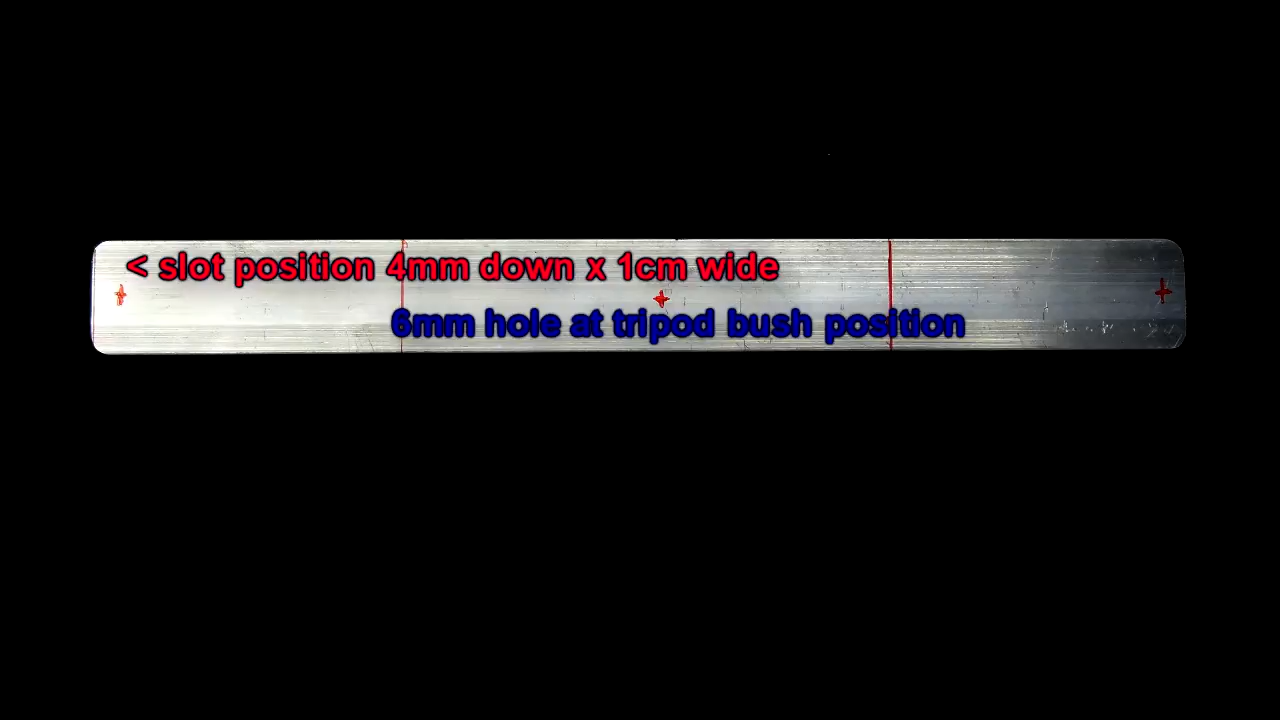 < slot position 4mm down x 1cm wide
6mm hole at tripod bush position